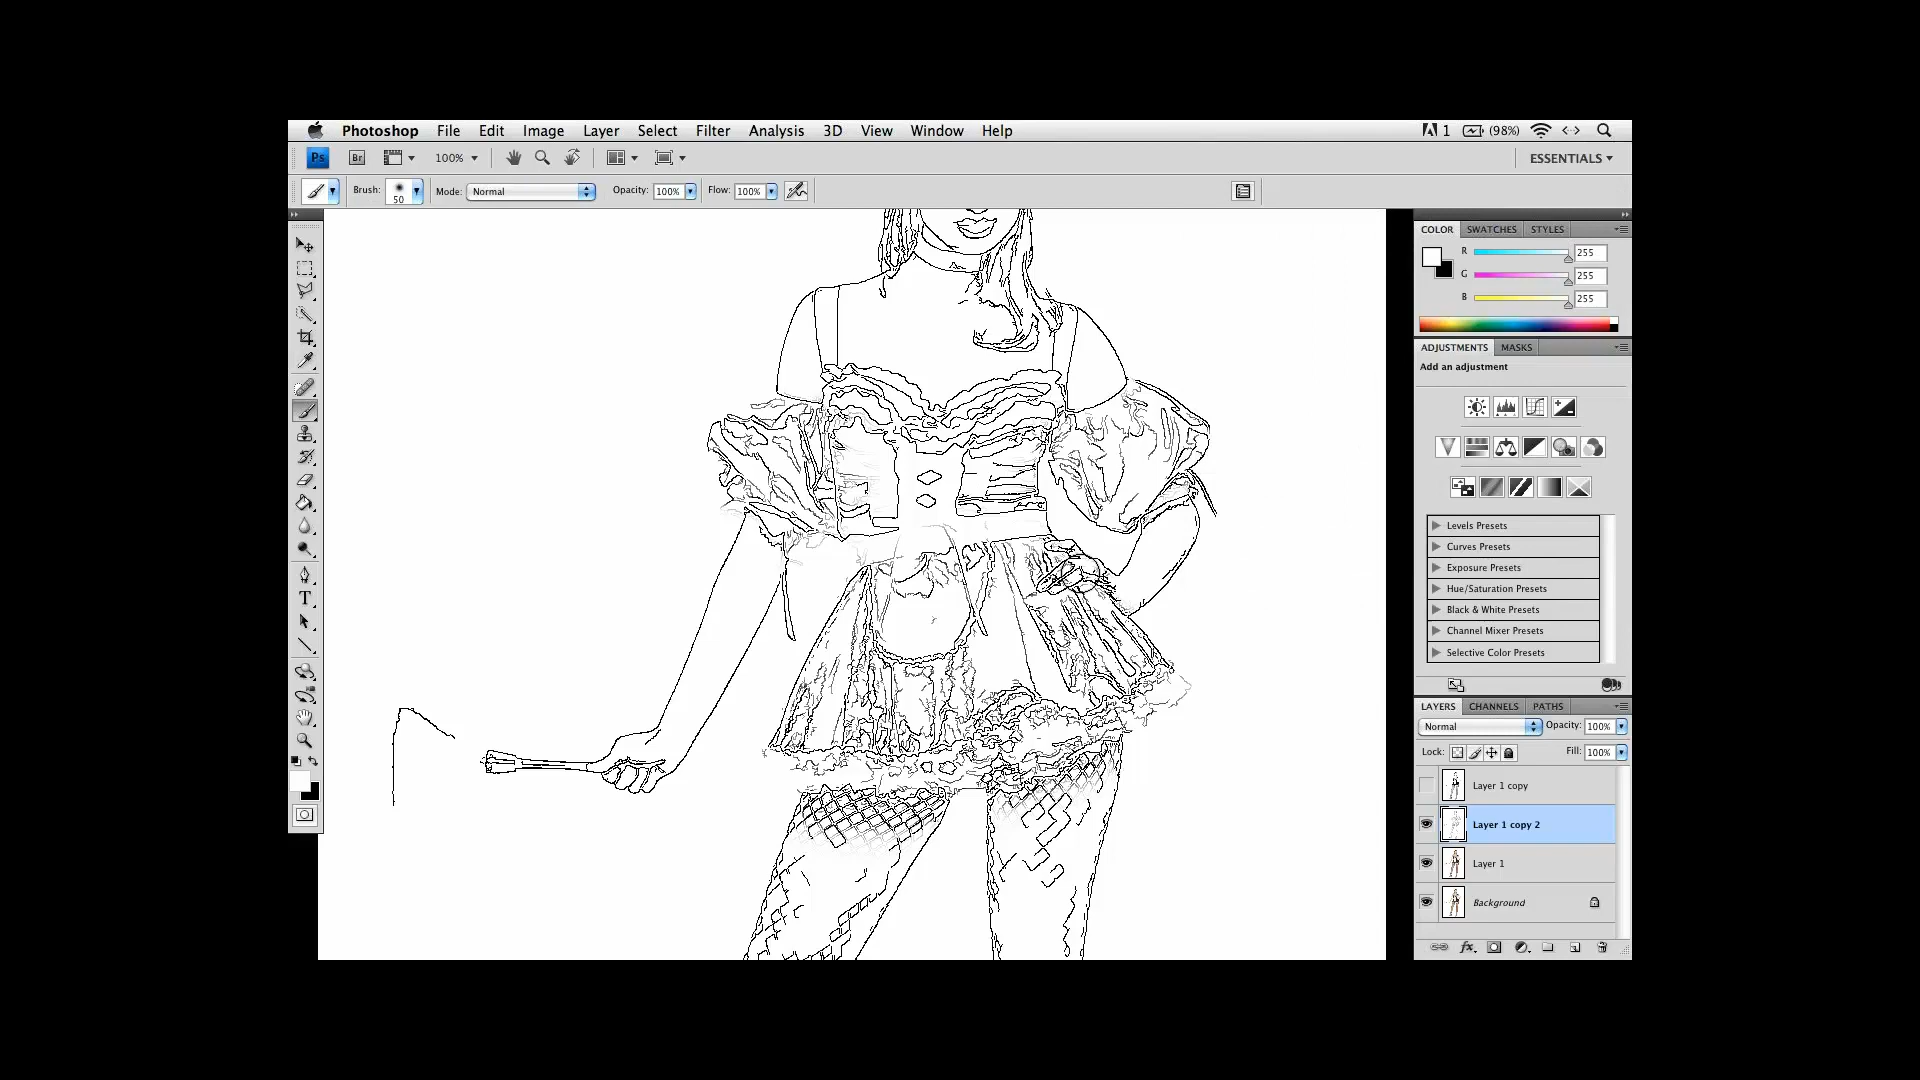 Photoshop File Edit Image Layer Select Filter Analysis 3D View Window Help 1 (98%)
Ps Br 100% ESSENTIALS
Brush: 50 Mode: Normal Opacity: 100% Flow: 100%
COLOR SWATCHES STYLES
R 255
G 255
B 255
ADJUSTMENTS MASKS
Add an adjustment
Levels Presets
Curves Presets
Exposure Presets
Hue/Saturation Presets
Black & White Presets
Channel Mixer Presets
Selective Color Presets
LAYERS CHANNELS PATHS
Normal Opacity: 100%
Lock: Fill: 100%
Layer 1 copy
Layer 1 copy 2
Layer 1
Background
fx
T